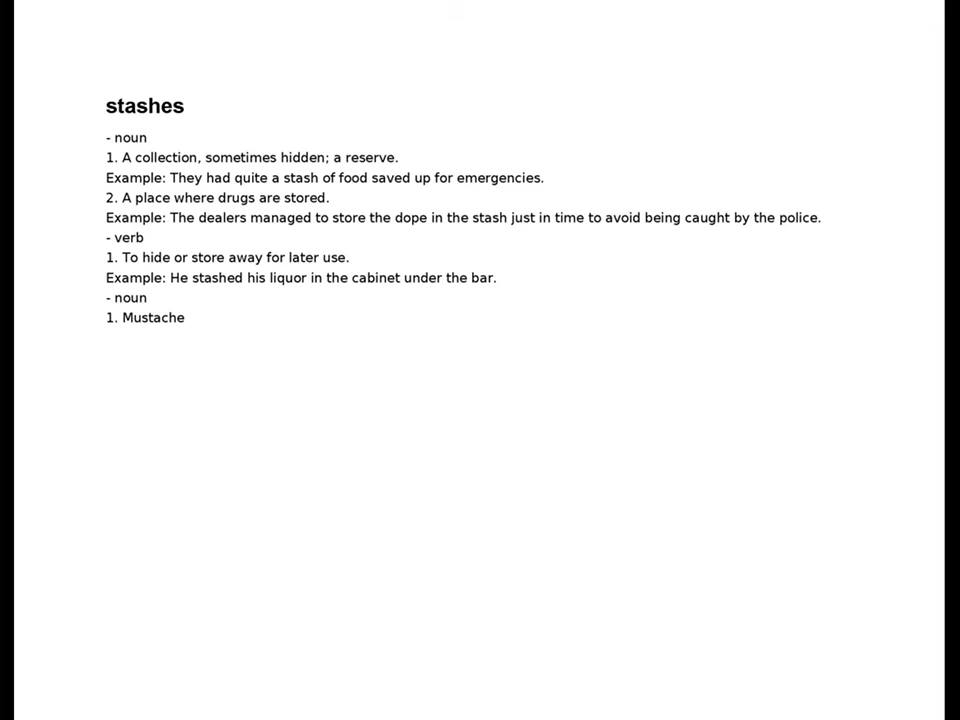 stashes
- noun
1. A collection, sometimes hidden; a reserve.
Example: They had quite a stash of food saved up for emergencies.
2. A place where drugs are stored.
Example: The dealers managed to store the dope in the stash just in time to avoid being caught by the police.
- verb
1. To hide or store away for later use.
Example: He stashed his liquor in the cabinet under the bar.
- noun
1. Mustache